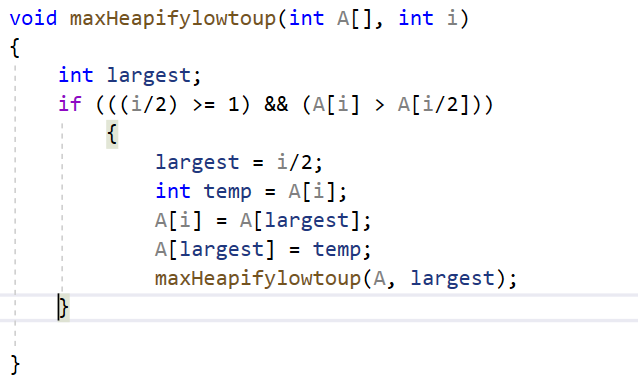 void maxHeapifylowtoup(int A[], int i)
{
    int largest;
    if (((i/2) >= 1) && (A[i] > A[i/2]))
        {
            largest = i/2;
            int temp = A[i];
            A[i] = A[largest];
            A[largest] = temp;
            maxHeapifylowtoup(A, largest);
    }
}